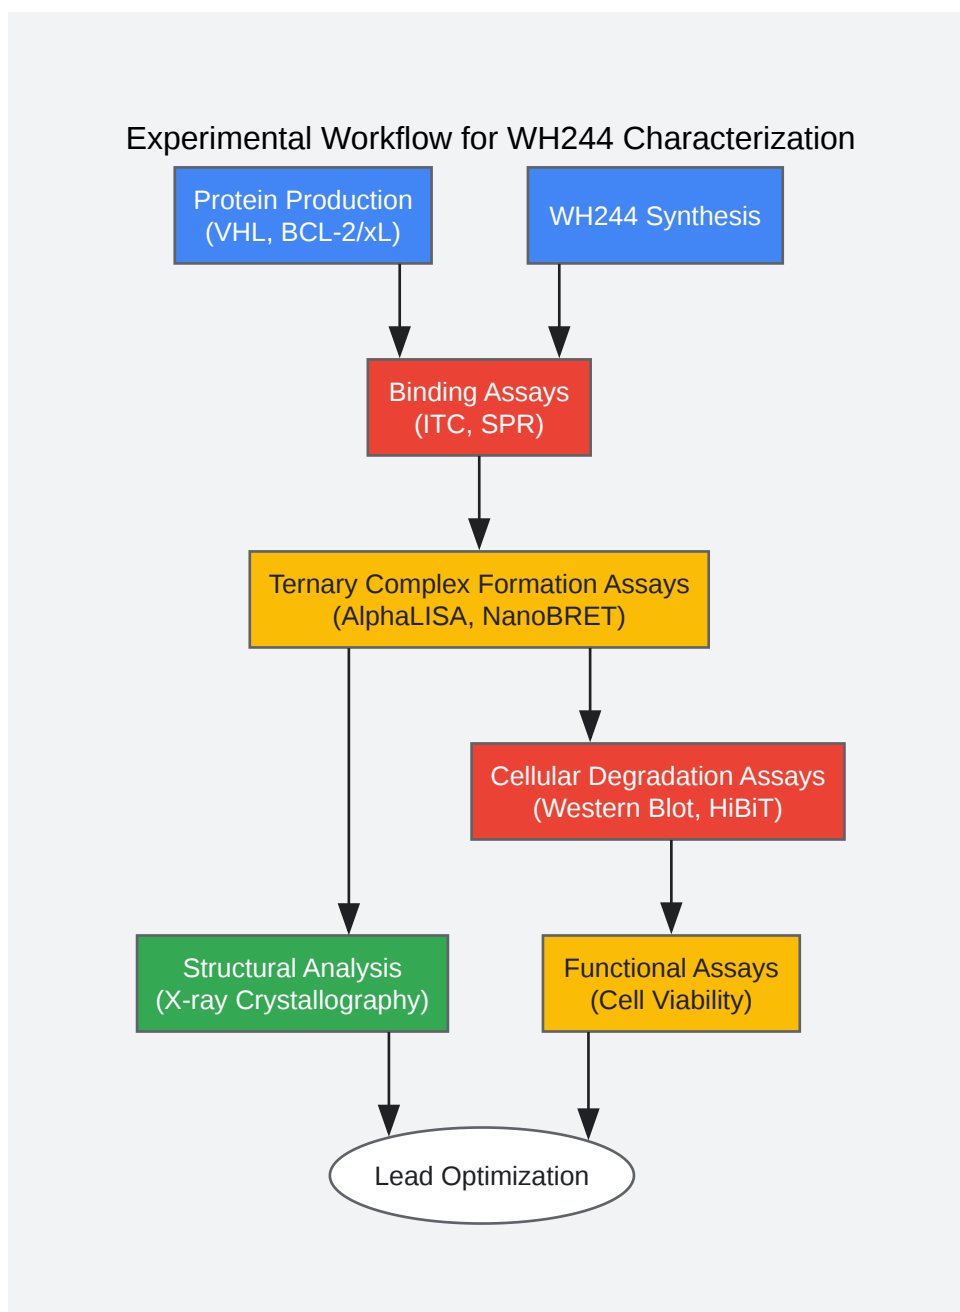 Experimental Workflow for WH244 Characterization
Protein Production
(VHL, BCL-2/xL)
WH244 Synthesis
Binding Assays
(ITC, SPR)
Ternary Complex Formation Assays
(AlphaLISA, NanoBRET)
Cellular Degradation Assays
(Western Blot, HiBiT)
Structural Analysis
(X-ray Crystallography)
Functional Assays
(Cell Viability)
Lead Optimization